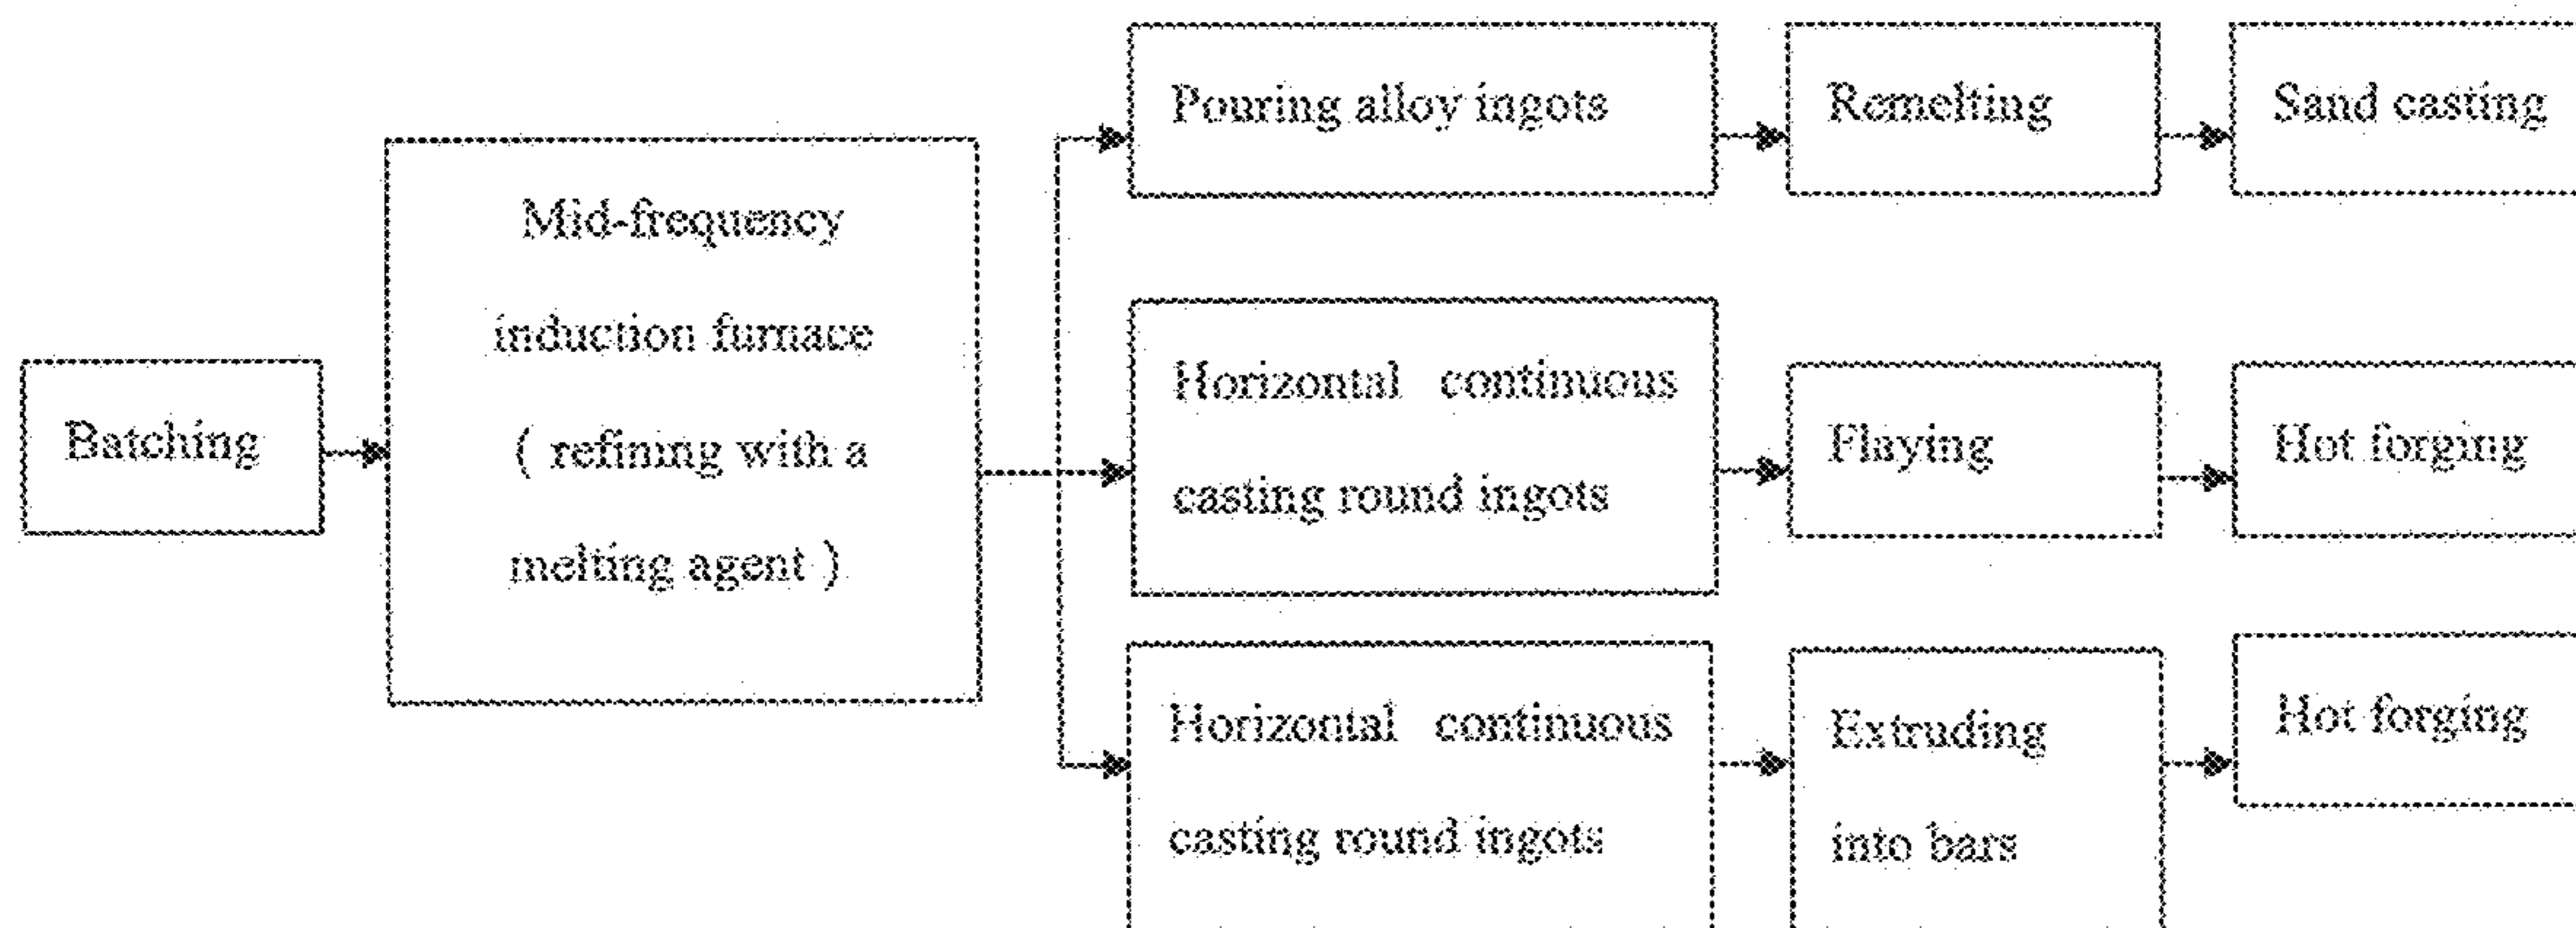 Batching
Mid-frequency
induction furnace
( refining with a
melting agent )
Pouring alloy ingots
Remelting
Sand casting
Horizontal continuous
casting round ingots
Flaying
Hot forging
Horizontal continuous
casting round ingots
Extruding
into bars
Hot forging